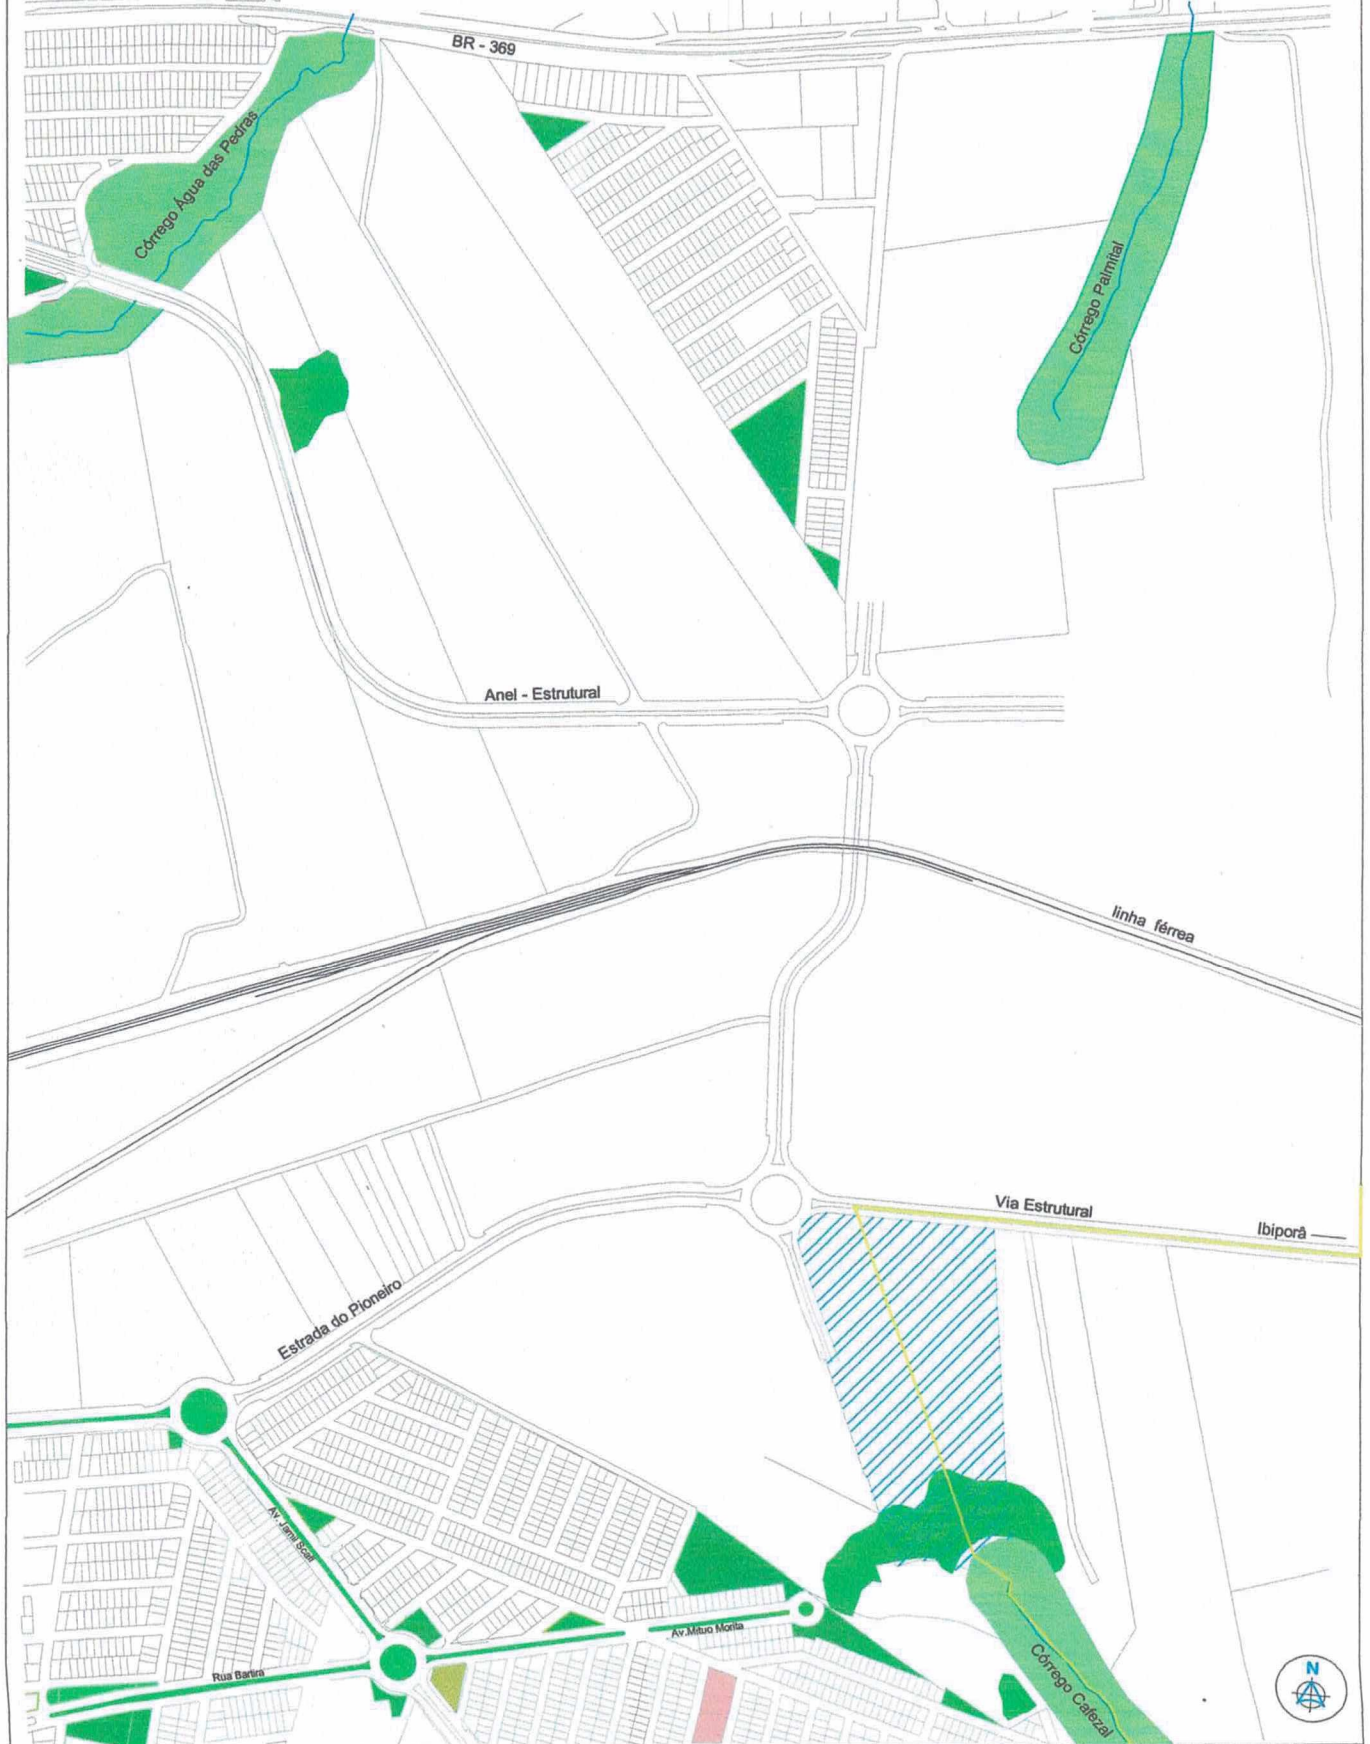 BR - 369
Córrego Água das Pedras
Córrego Palmital
Anel - Estrutural
linha férrea
Via Estrutural
Ibiporã
Estrada do Pioneiro
Av. Jamil Scaff
Av. Mituo Morita
Rua Bartira
Córrego Cafezal
N